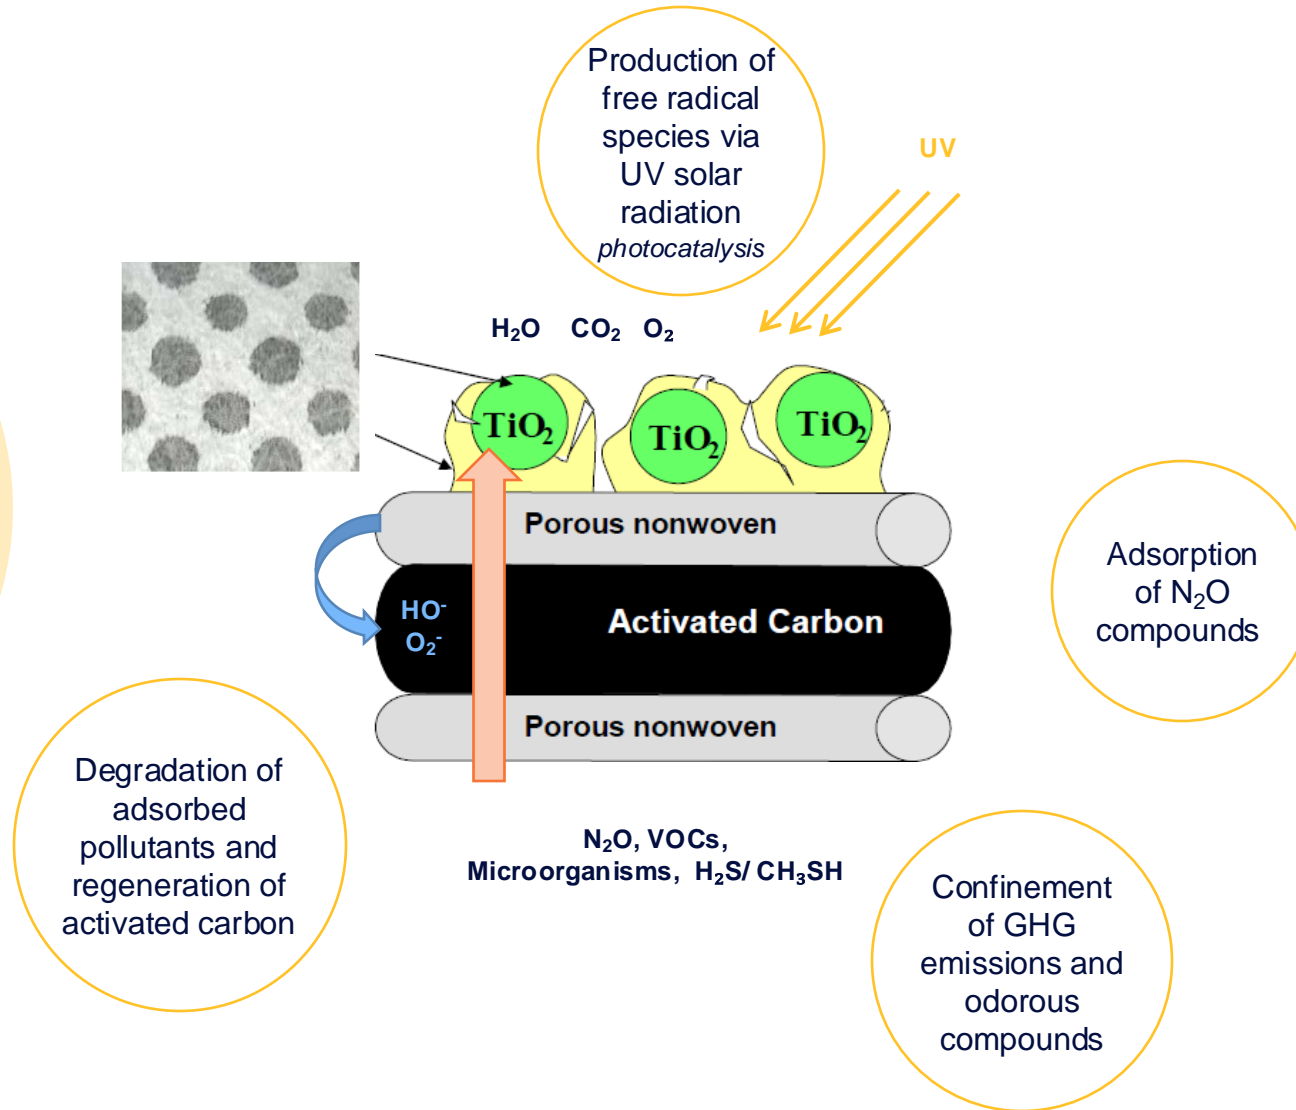 Production of
free radical
species via
UV solar
radiation
photocatalysis
UV
H₂O CO₂ O₂
TiO₂
TiO₂
TiO₂
Porous nonwoven
HO⁻
O₂⁻
Activated Carbon
Porous nonwoven
Adsorption
of N₂O
compounds
Degradation of
adsorbed
pollutants and
regeneration of
activated carbon
N₂O, VOCs,
Microorganisms, H₂S/ CH₃SH
Confinement
of GHG
emissions and
odorous
compounds